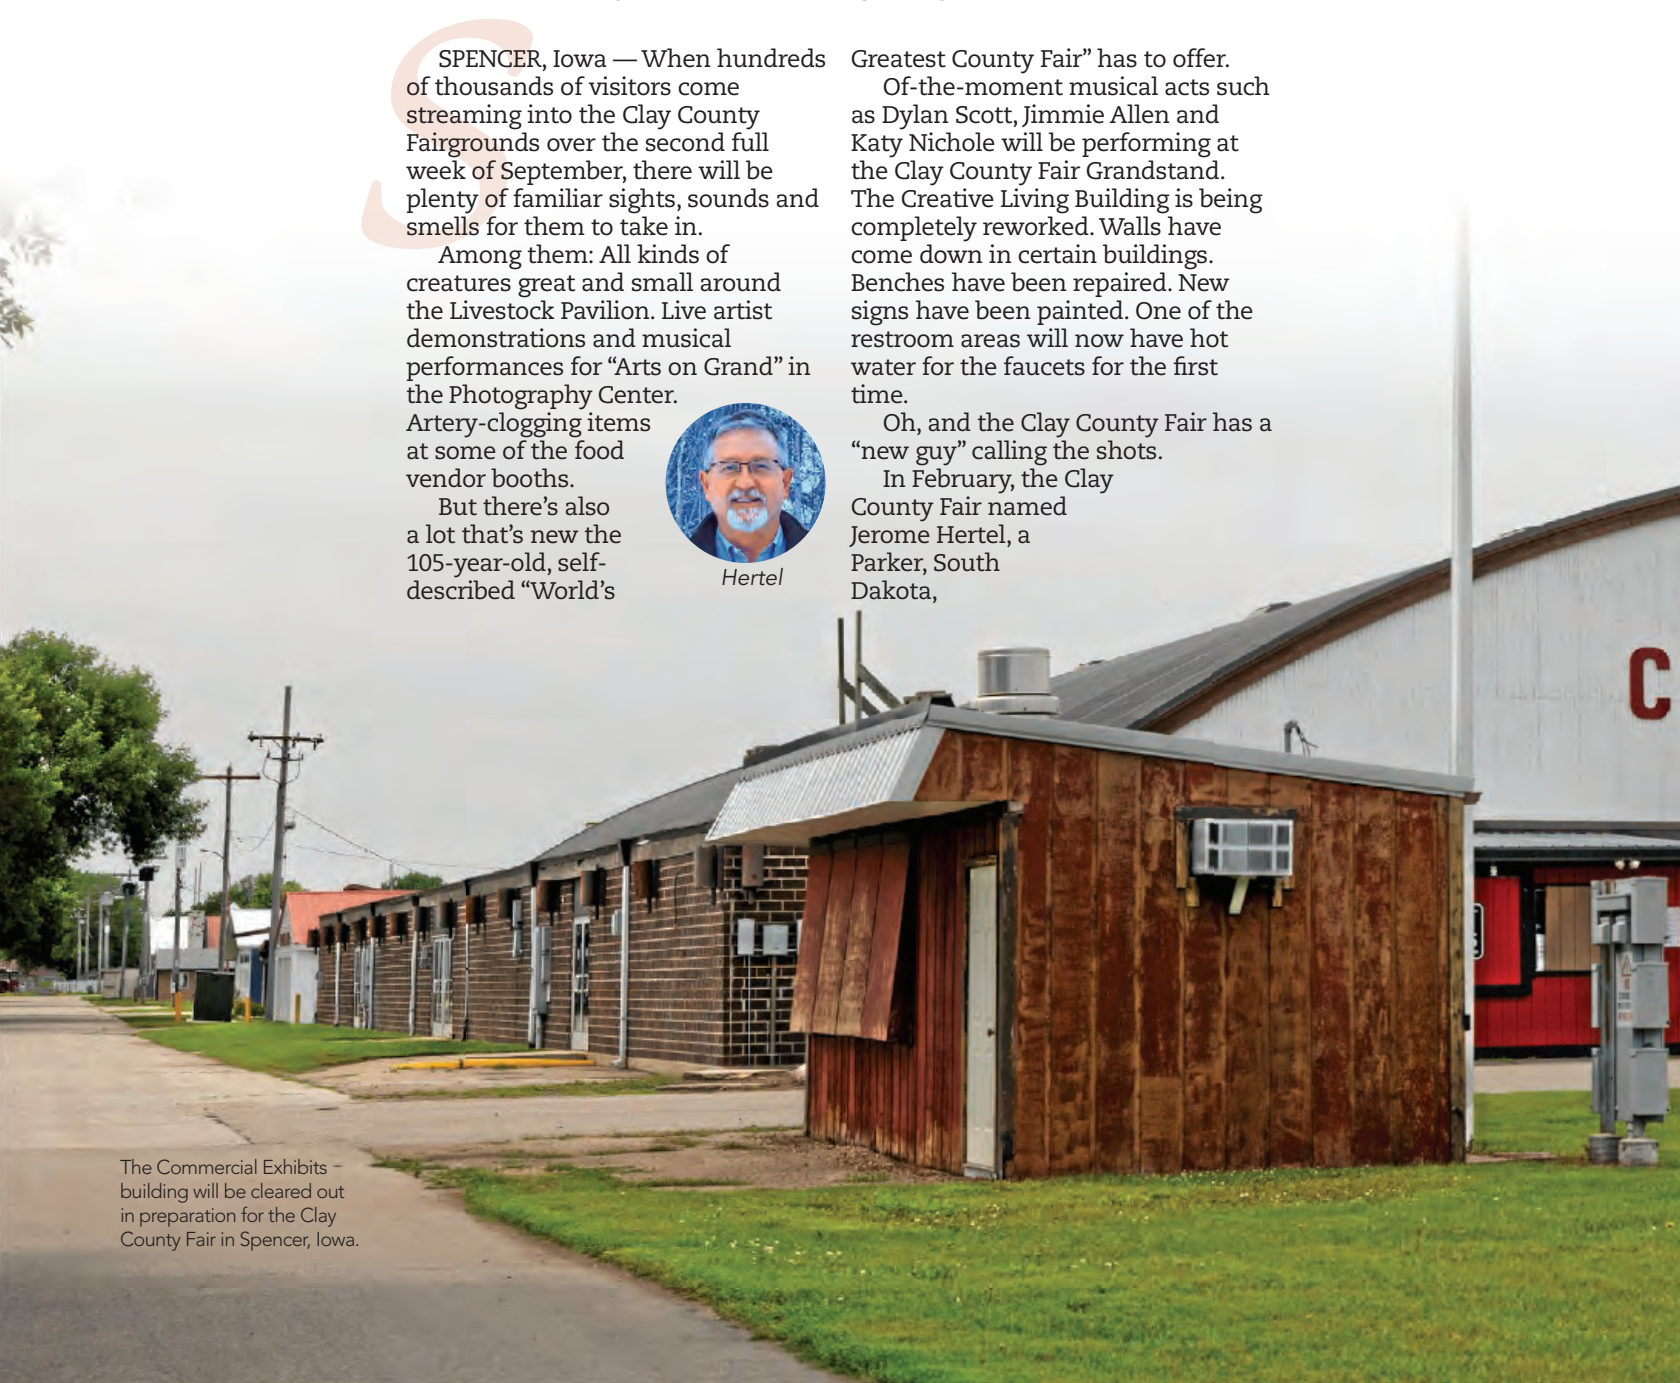 S
SPENCER, Iowa — When hundreds
of thousands of visitors come
streaming into the Clay County
Fairgrounds over the second full
week of September, there will be
plenty of familiar sights, sounds and
smells for them to take in.
Among them: All kinds of
creatures great and small around
the Livestock Pavilion. Live artist
demonstrations and musical
performances for “Arts on Grand” in
the Photography Center.
Artery-clogging items
at some of the food
vendor booths.
But there’s also
a lot that’s new the
105-year-old, self-
described “World’s
Hertel
Greatest County Fair” has to offer.
Of-the-moment musical acts such
as Dylan Scott, Jimmie Allen and
Katy Nichole will be performing at
the Clay County Fair Grandstand.
The Creative Living Building is being
completely reworked. Walls have
come down in certain buildings.
Benches have been repaired. New
signs have been painted. One of the
restroom areas will now have hot
water for the faucets for the first
time.
Oh, and the Clay County Fair has a
“new guy” calling the shots.
In February, the Clay
County Fair named
Jerome Hertel, a
Parker, South
Dakota,
C
The Commercial Exhibits
building will be cleared out
in preparation for the Clay
County Fair in Spencer, Iowa.